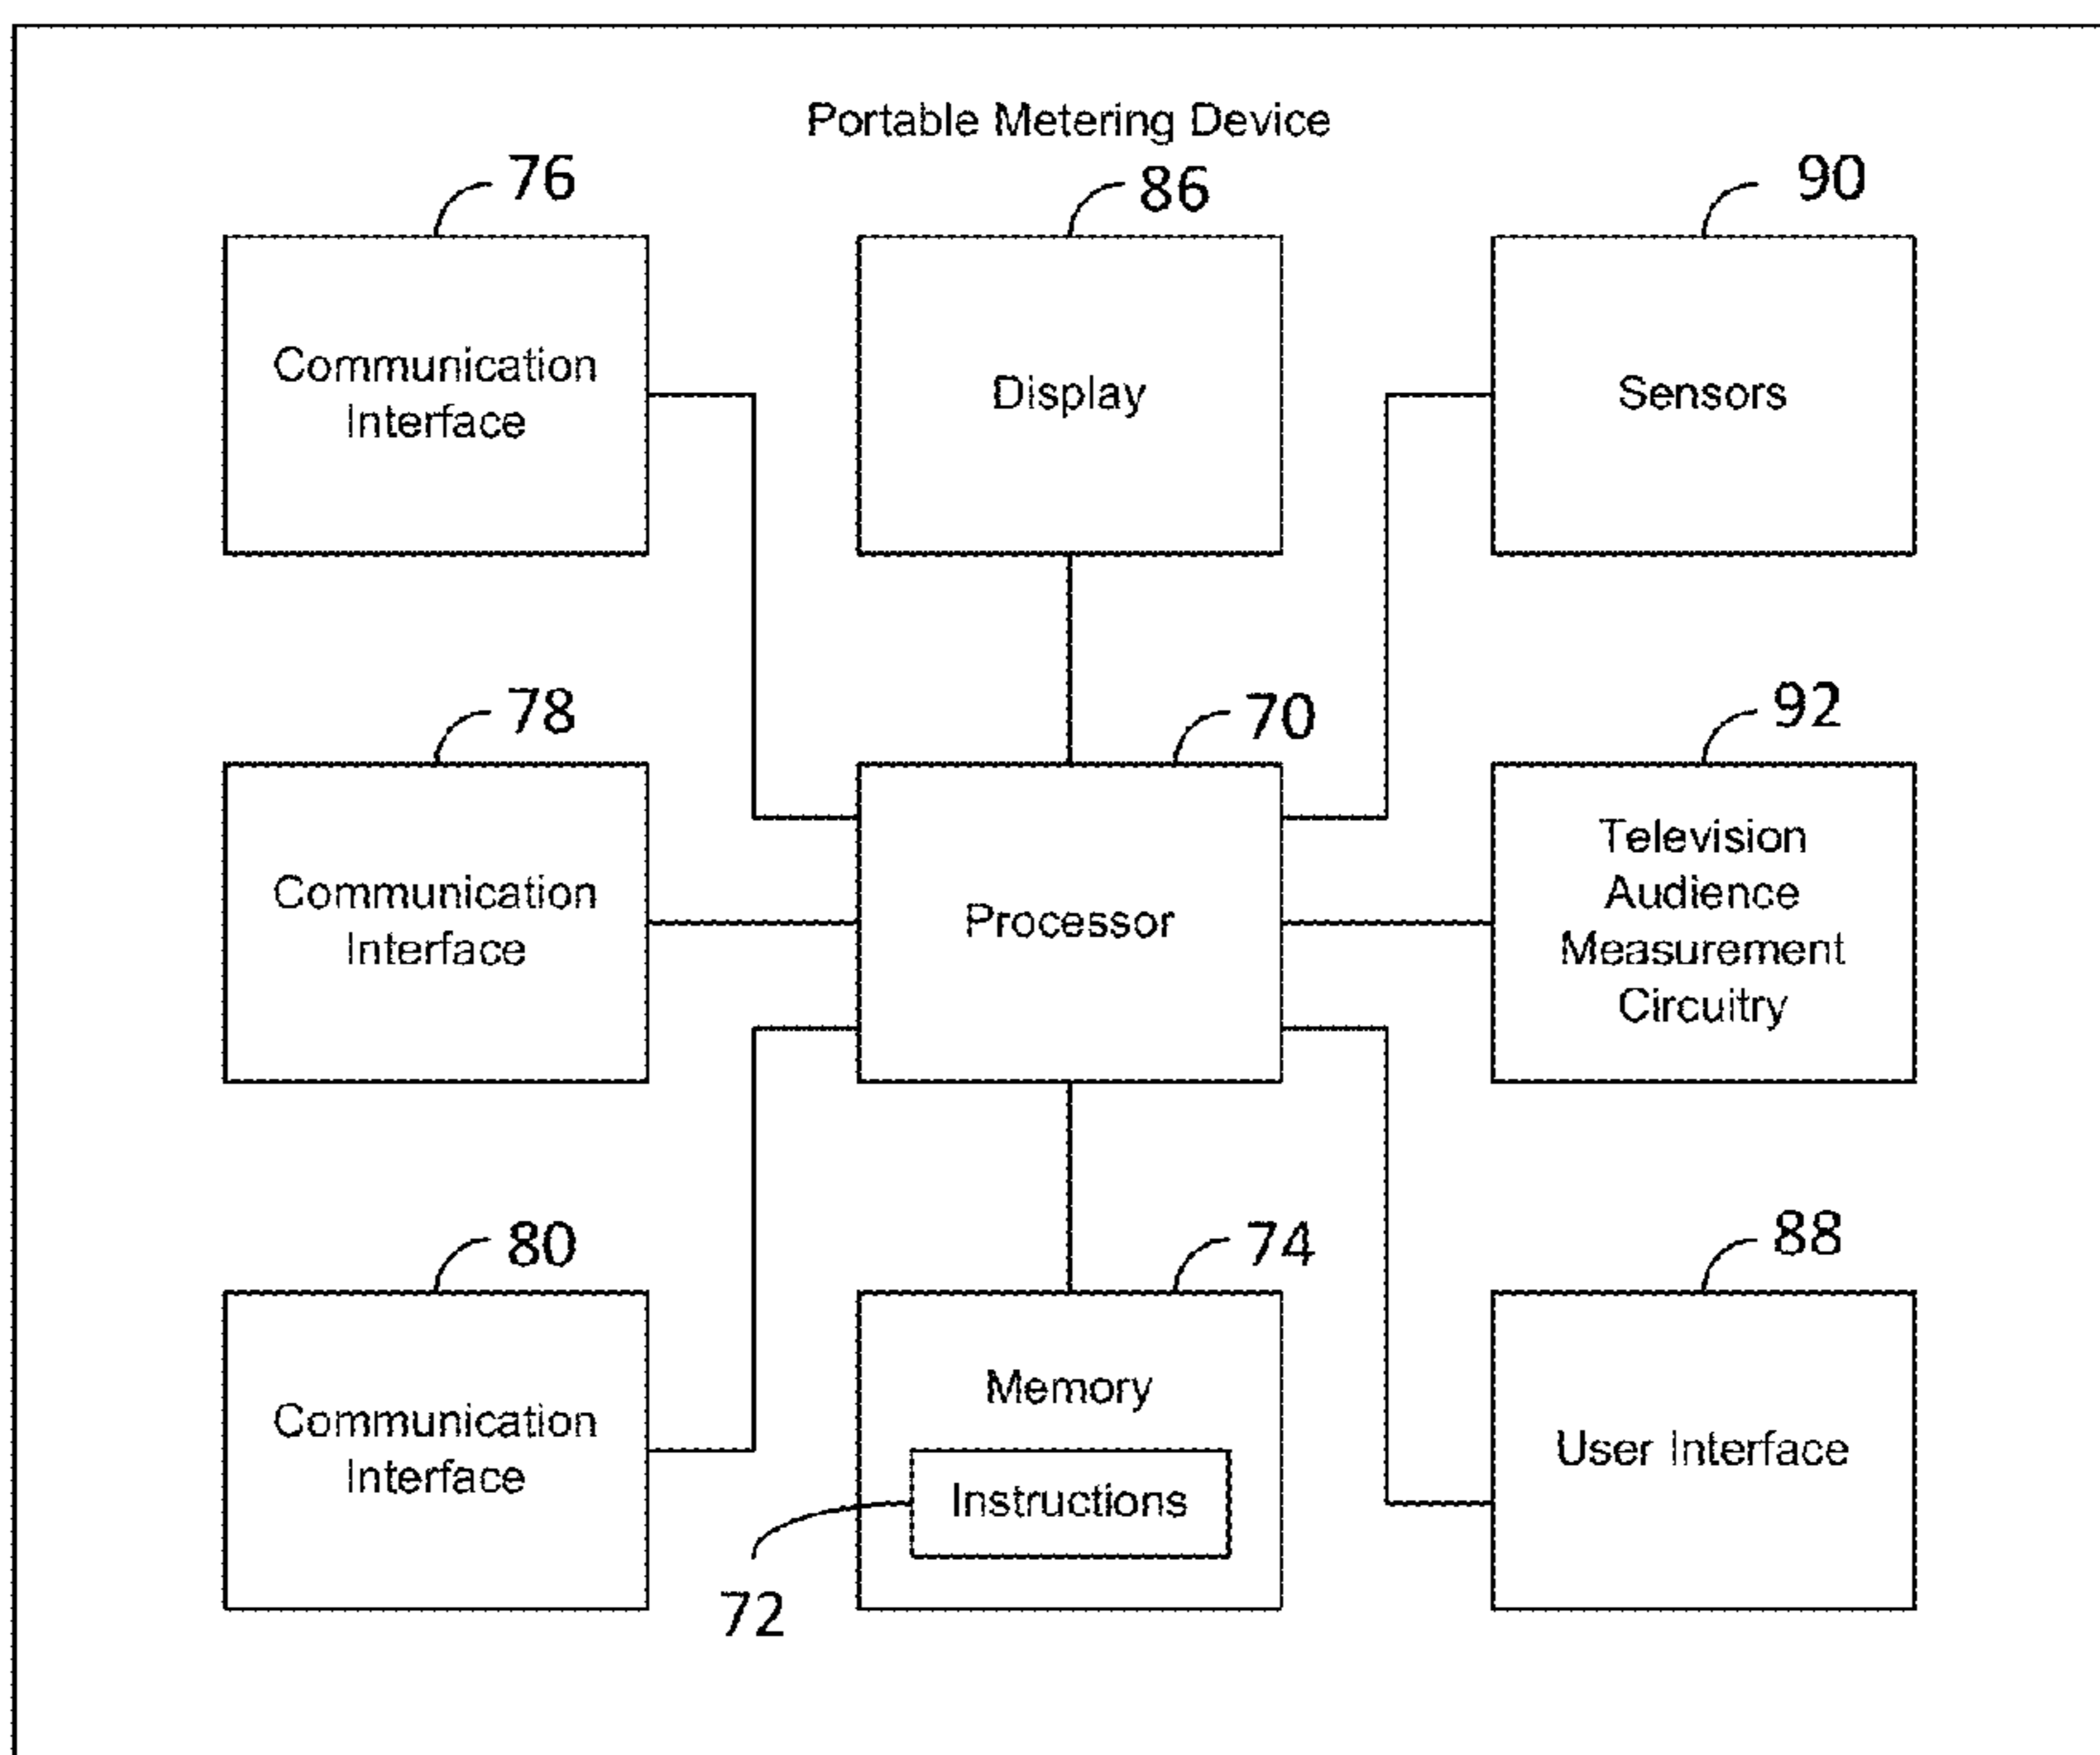 Portable Metering Device
76
86
90
Communication
Interface
Display
Sensors
78
70
92
Communication
Interface
Processor
Television
Audience
Measurement
Circuitry
80
74
88
Communication
Interface
Memory
Instructions
User Interface
72